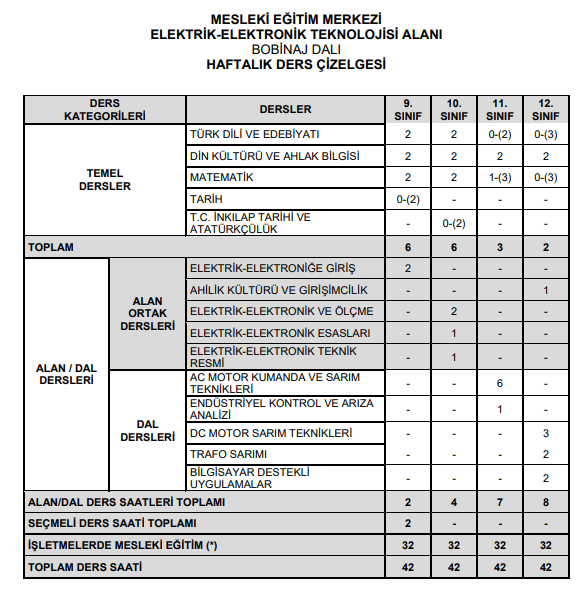 MESLEKİ EĞİTİM MERKEZİ
ELEKTRİK-ELEKTRONİK TEKNOLOJİSİ ALANI
BOBİNAJ DALI
HAFTALIK DERS ÇİZELGESİ
DERS KATEGORİLERİ DERSLER 9. SINIF 10. SINIF 11. SINIF 12. SINIF
TEMEL DERSLER
TÜRK DİLİ VE EDEBİYATI 2 2 0-(2) 0-(3)
DİN KÜLTÜRÜ VE AHLAK BİLGİSİ 2 2 2 2
MATEMATİK 2 2 1-(3) 0-(3)
TARİH 0-(2) - - -
T.C. İNKILAP TARİHİ VE ATATÜRKÇÜLÜK - 0-(2) - -
TOPLAM 6 6 3 2
ALAN / DAL DERSLERİ
ALAN ORTAK DERSLERİ
ELEKTRİK-ELEKTRONİĞE GİRİŞ 2 - - -
AHİLİK KÜLTÜRÜ VE GİRİŞİMCİLİK - - - 1
ELEKTRİK-ELEKTRONİK VE ÖLÇME - 2 - -
ELEKTRİK-ELEKTRONİK ESASLARI - 1 - -
ELEKTRİK-ELEKTRONİK TEKNİK RESMİ - 1 - -
DAL DERSLERİ
AC MOTOR KUMANDA VE SARIM TEKNİKLERİ - - 6 -
ENDÜSTRİYEL KONTROL VE ARIZA ANALİZİ - - 1 -
DC MOTOR SARIM TEKNİKLERİ - - - 3
TRAFO SARIMI - - - 2
BİLGİSAYAR DESTEKLİ UYGULAMALAR - - - 2
ALAN/DAL DERS SAATLERİ TOPLAMI 2 4 7 8
SEÇMELİ DERS SAATİ TOPLAMI 2 - - -
İŞLETMELERDE MESLEKİ EĞİTİM (*) 32 32 32 32
TOPLAM DERS SAATİ 42 42 42 42